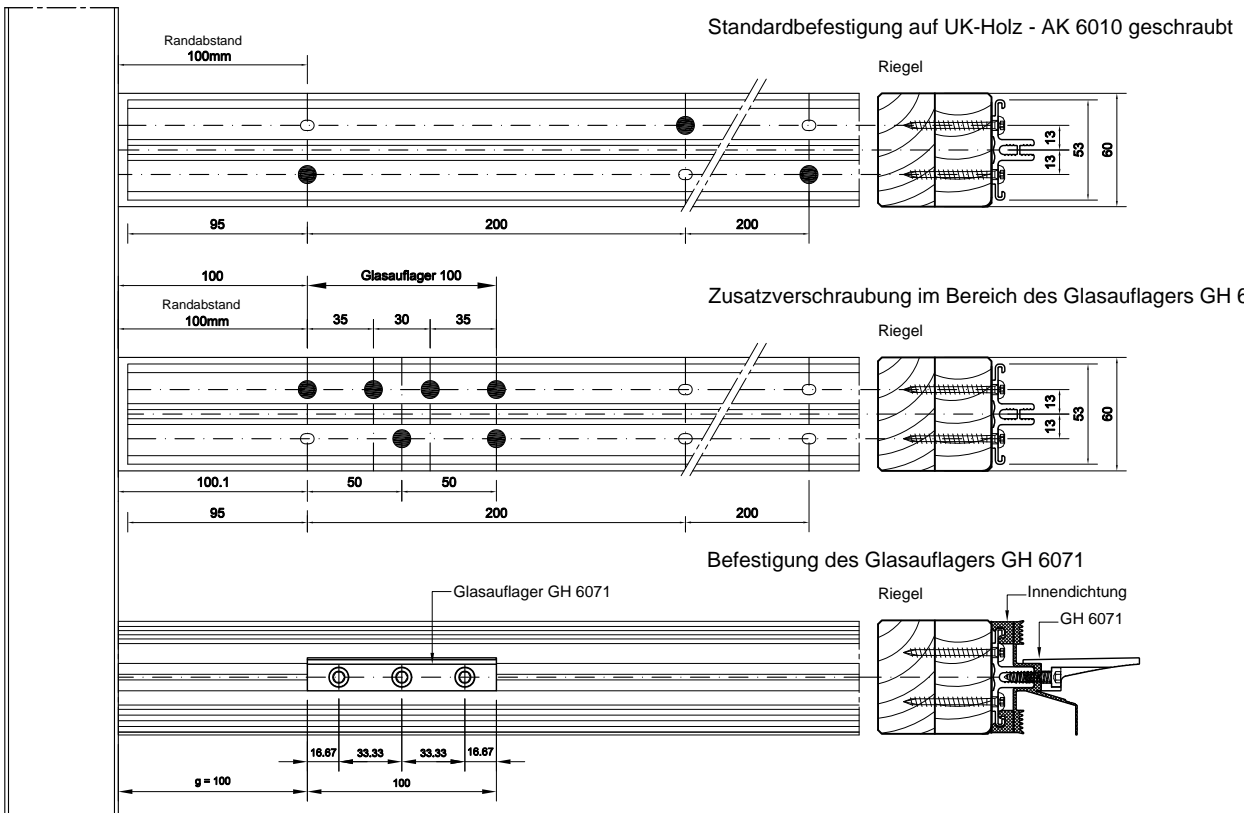 Standardbefestigung auf UK-Holz - AK 6010 geschraubt
Randabstand
100mm
Riegel
13
13
53
60
95
200
200
100
Glasauflager 100
Zusatzverschraubung im Bereich des Glasauflagers GH 6
Randabstand
100mm
35
30
35
Riegel
13
13
53
60
100.1
50
50
95
200
200
Befestigung des Glasauflagers GH 6071
Glasauflager GH 6071
Riegel
Innendichtung
GH 6071
16.67
33.33
33.33
16.67
g = 100
100